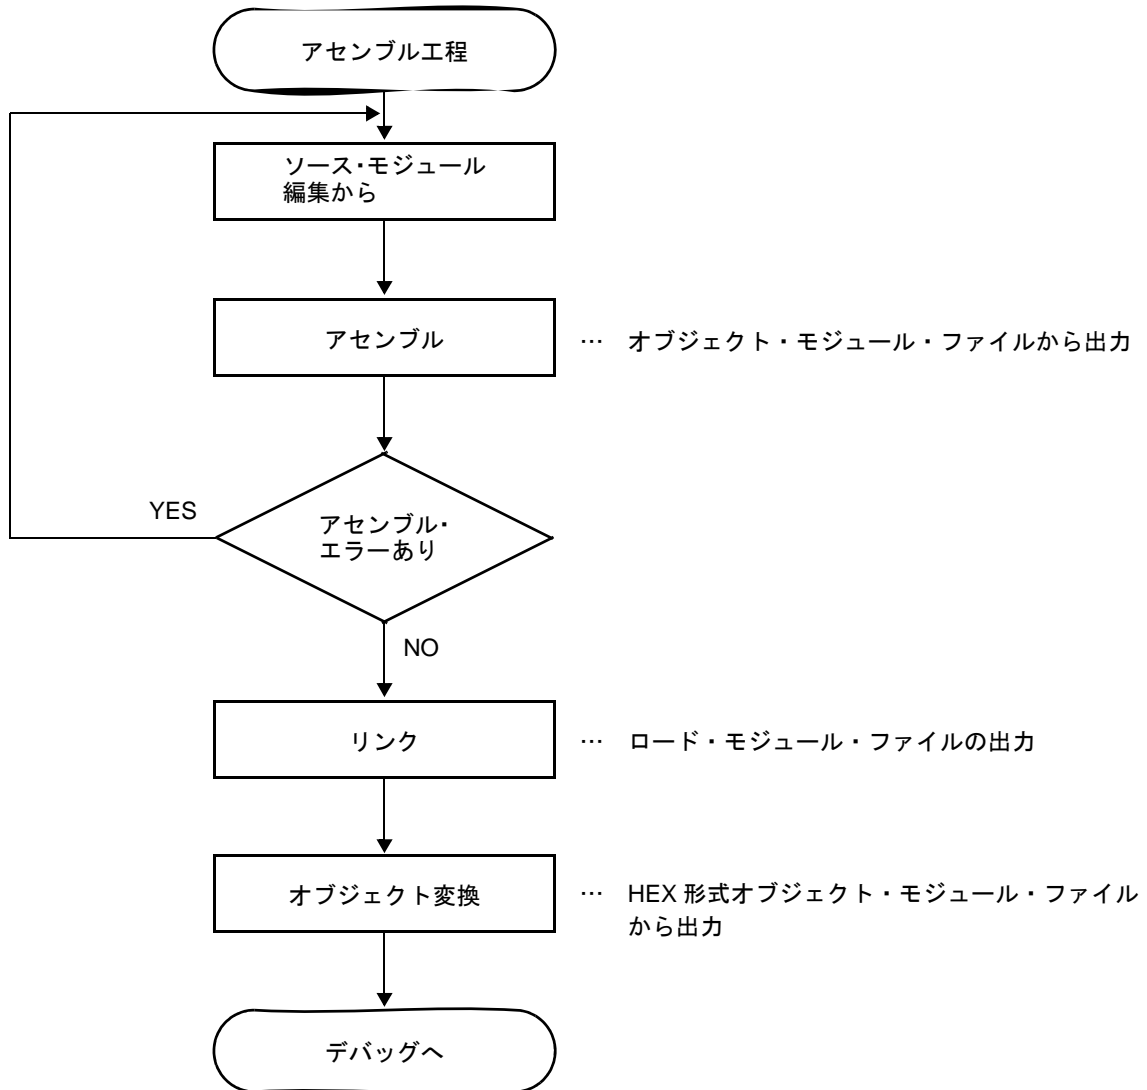 アセンブル工程
ソース・モジュール
編集から
アセンブル
… オブジェクト・モジュール・ファイルから出力
YES
アセンブル・
エラーあり
NO
リンク
… ロード・モジュール・ファイルの出力
オブジェクト変換
… HEX 形式オブジェクト・モジュール・ファイル
から出力
デバッグへ